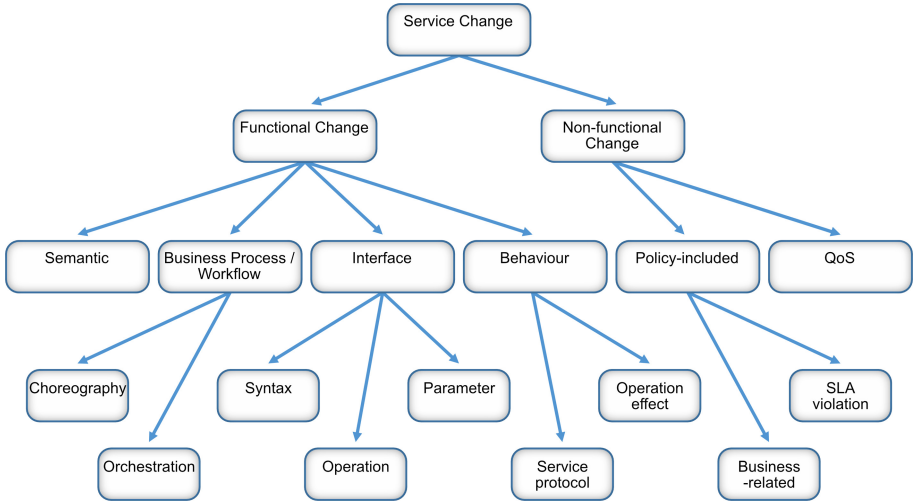 Service Change
Functional Change
Non-functional
Change
Semantic
Business Process /
Workflow
Interface
Behaviour
Policy-included
QoS
Choreography
Syntax
Parameter
Operation
effect
SLA
violation
Orchestration
Operation
Service
protocol
Business
-related